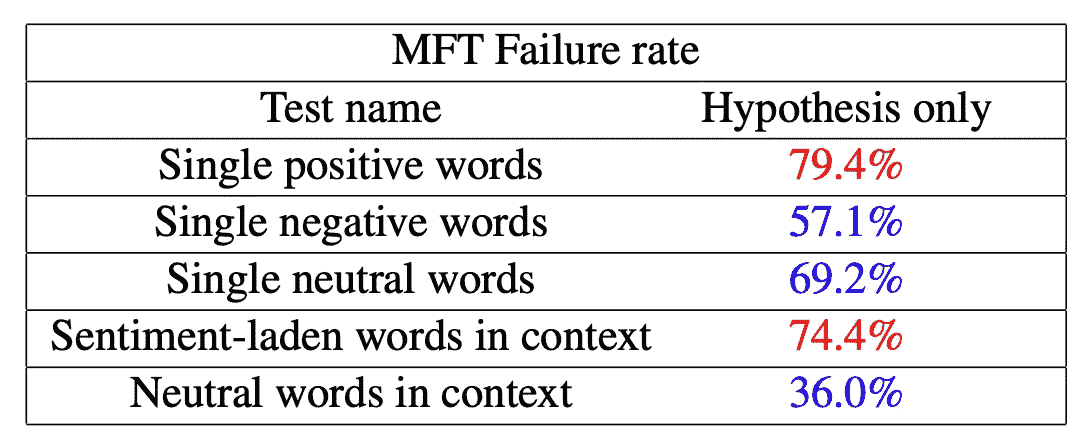 MFT Failure rate
Test name Hypothesis only
Single positive words 79.4%
Single negative words 57.1%
Single neutral words 69.2%
Sentiment-laden words in context 74.4%
Neutral words in context 36.0%